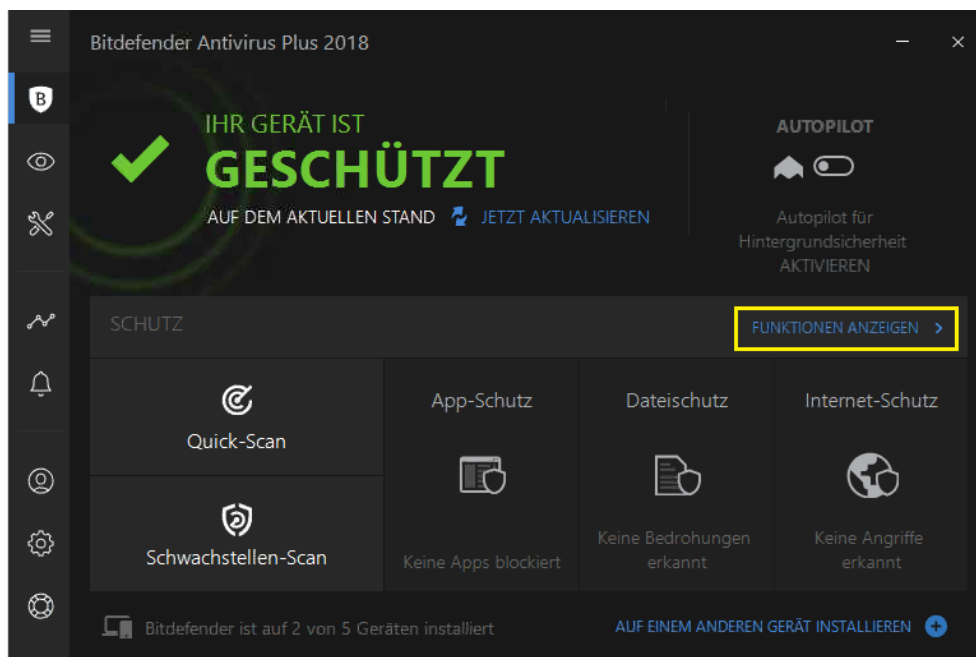 Bitdefender Antivirus Plus 2018
B
IHR GERÄT IST
GESCHÜTZT
AUF DEM AKTUELLEN STAND JETZT AKTUALISIEREN
AUTOPILOT
Autopilot für
Hintergrundsicherheit
AKTIVIEREN
SCHUTZ
FUNKTIONEN ANZEIGEN
Quick-Scan
Schwachstellen-Scan
App-Schutz
Keine Apps blockiert
Dateischutz
Keine Bedrohungen
erkannt
Internet-Schutz
Keine Angriffe
erkannt
Bitdefender ist auf 2 von 5 Geräten installiert
AUF EINEM ANDEREN GERÄT INSTALLIEREN